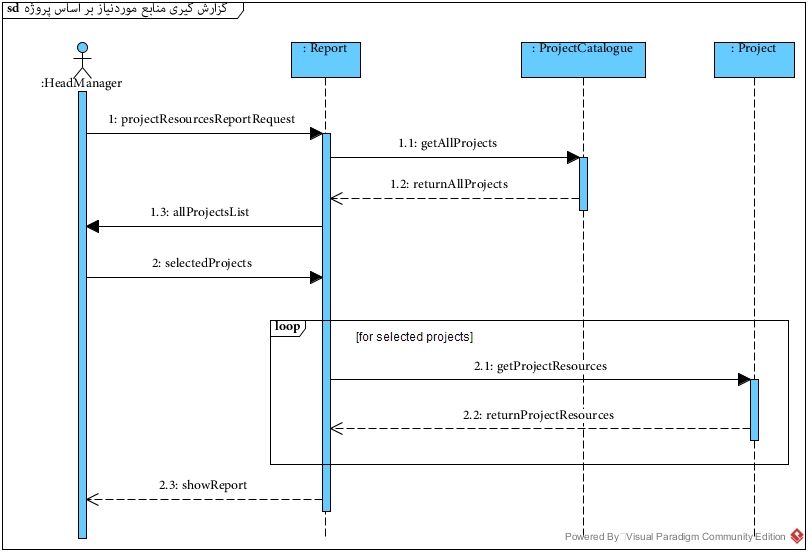 sd گزارش گیری منابع موردنیاز بر اساس پروژه
: Report
: ProjectCatalogue
: Project
:HeadManager
1: projectResourcesReportRequest
1.1: getAllProjects
1.2: returnAllProjects
1.3: allProjectsList
2: selectedProjects
loop
[for selected projects]
2.1: getProjectResources
2.2: returnProjectResources
2.3: showReport
Powered By Visual Paradigm Community Edition